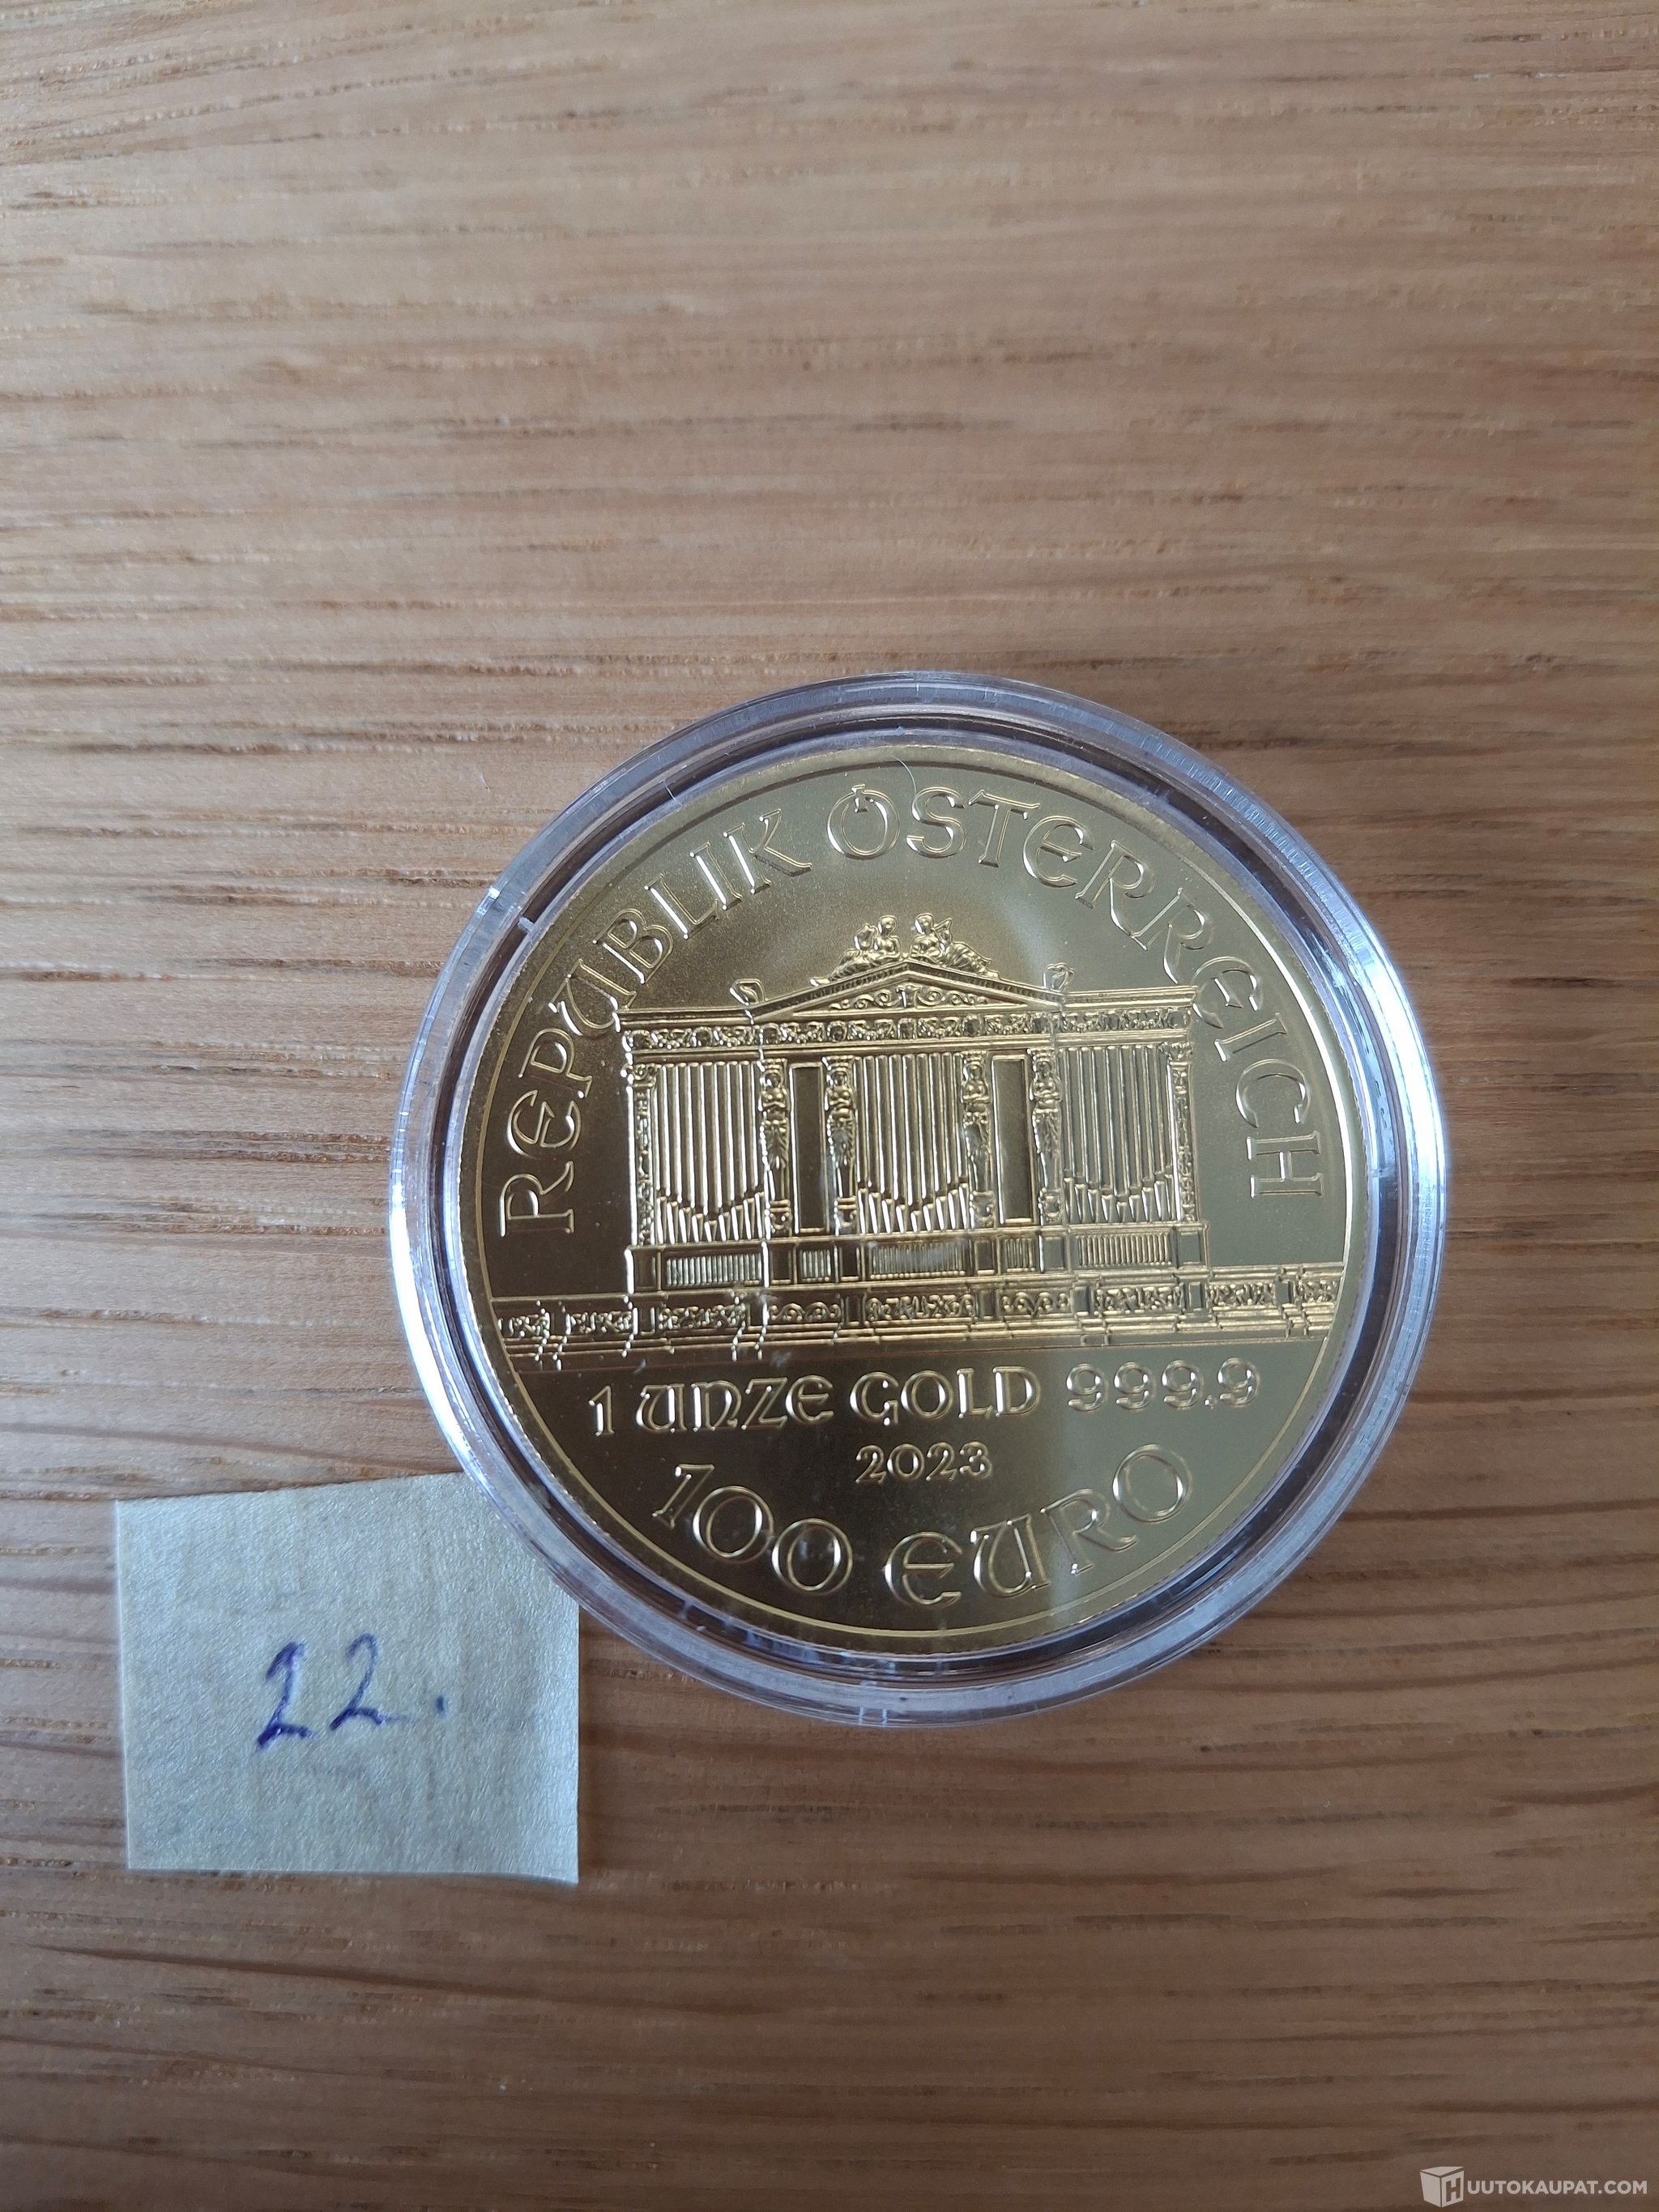 REPUBLIK ÖSTERREICH
1 UNZE GOLD 999.9
2023
100 EURO
22.
HUUTOKAUPAT.COM